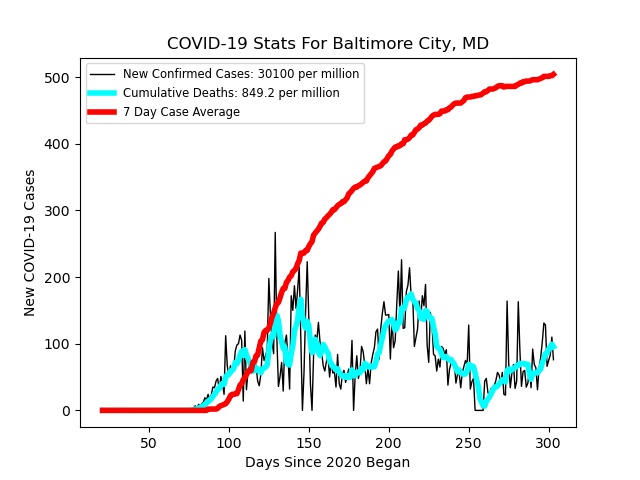 COVID-19 Stats For Baltimore City, MD
New Confirmed Cases: 30100 per million
Cumulative Deaths: 849.2 per million
7 Day Case Average
500
400
300
200
100
0
New COVID-19 Cases
50 100 150 200 250 300
Days Since 2020 Began